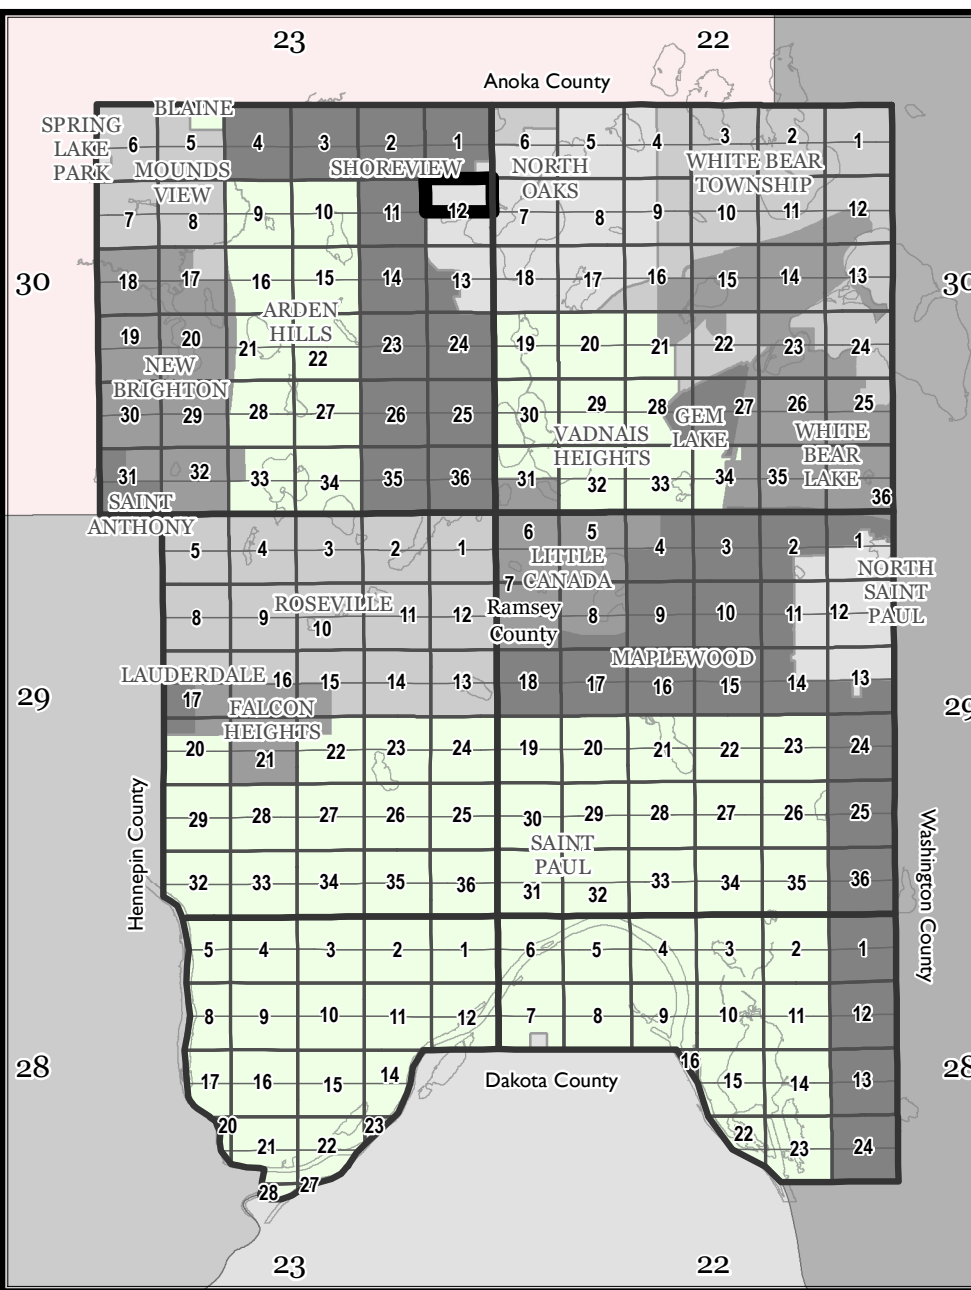 23 22
Anoka County
BLAINE
SPRING
LAKE
PARK
6 5 4 3 2 1 6 5 4 3 2 1
MOUNDS
VIEW
SHOREVIEW
NORTH
OAKS
WHITE BEAR
TOWNSHIP
7 8 9 10 11 12 7 8 9 10 11 12
30 18 17 16 15 14 13 18 17 16 15 14 13 30
ARDEN
HILLS
19 20 21 22 23 24 19 20 21 22 23 24
NEW
BRIGHTON
30 29 28 27 26 25 30 29 28 27 26 25
GEM
LAKE
VADNAIS
HEIGHTS
WHITE
BEAR
LAKE
31 32 33 34 35 36 31 32 33 34 35 36
SAINT
ANTHONY
5 4 3 2 1 6 5 4 3 2 1
LITTLE
CANADA
NORTH
SAINT
PAUL
8 9 10 11 12 7 8 9 10 11 12
ROSEVILLE
Ramsey
County
MAPLEWOOD
LAUDERDALE
29 17 16 15 14 13 18 17 16 15 14 13 29
FALCON
HEIGHTS
20 21 22 23 24 19 20 21 22 23 24
Hennepin County
29 28 27 26 25 30 29 28 27 26 25
Washington County
SAINT
PAUL
32 33 34 35 36 31 32 33 34 35 36
5 4 3 2 1 6 5 4 3 2 1
8 9 10 11 12 7 8 9 10 11 12
28 17 16 15 14 16 15 14 13 28
Dakota County
20 21 22 23 22 23 24
28 27
23 22